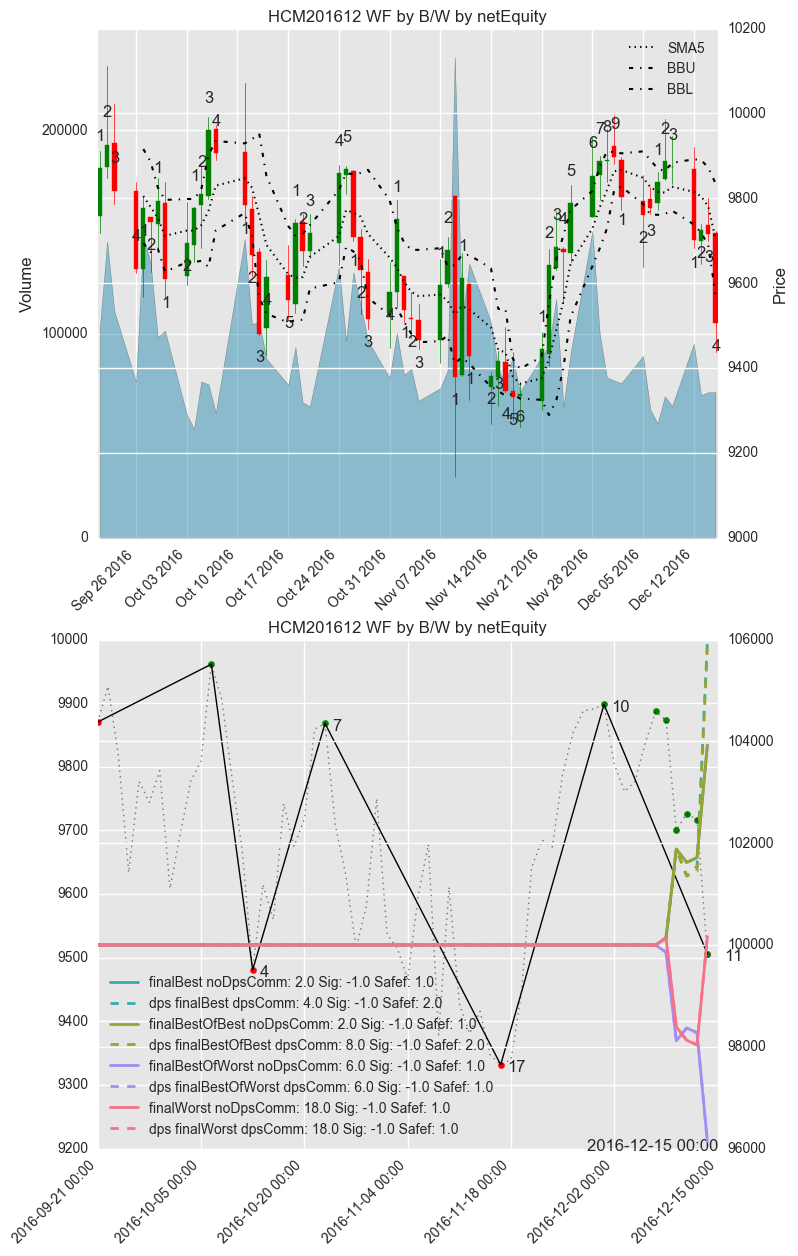 HCM201612 WF by B/W by netEquity
10200
10000
9800
9600
9400
9200
9000
Price
200000
100000
0
Volume
SMA5
BBU
BBL
Sep 26 2016
Oct 03 2016
Oct 10 2016
Oct 17 2016
Oct 24 2016
Oct 31 2016
Nov 07 2016
Nov 14 2016
Nov 21 2016
Nov 28 2016
Dec 05 2016
Dec 12 2016
HCM201612 WF by B/W by netEquity
10000
9900
9800
9700
9600
9500
9400
9300
9200
106000
104000
102000
100000
98000
96000
7
10
4
11
17
finalBest noDpsComm: 2.0 Sig: -1.0 Safef: 1.0
dps finalBest dpsComm: 4.0 Sig: -1.0 Safef: 2.0
finalBestOfBest noDpsComm: 2.0 Sig: -1.0 Safef: 1.0
dps finalBestOfBest dpsComm: 8.0 Sig: -1.0 Safef: 2.0
finalBestOfWorst noDpsComm: 6.0 Sig: -1.0 Safef: 1.0
dps finalBestOfWorst dpsComm: 6.0 Sig: -1.0 Safef: 1.0
finalWorst noDpsComm: 18.0 Sig: -1.0 Safef: 1.0
dps finalWorst dpsComm: 18.0 Sig: -1.0 Safef: 1.0
2016-12-15 00:00
2016-09-21 00:00
2016-10-05 00:00
2016-10-20 00:00
2016-11-04 00:00
2016-11-18 00:00
2016-12-02 00:00
2016-12-15 00:00